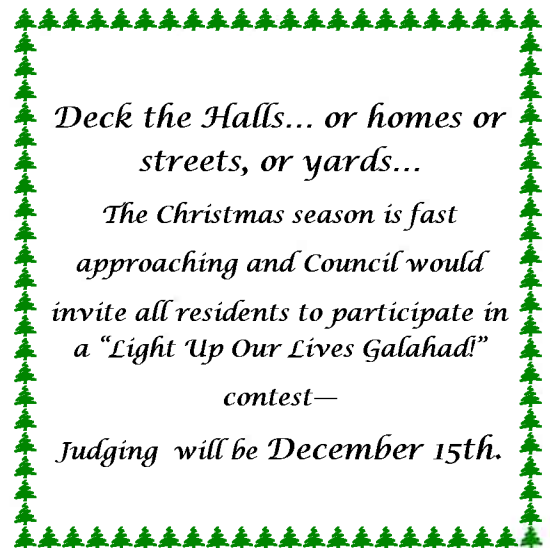 Deck the Halls... or homes or
streets, or yards...
The Christmas season is fast
approaching and Council would
invite all residents to participate in
a “Light Up Our Lives Galahad!”
contest—
Judging will be December 15th.